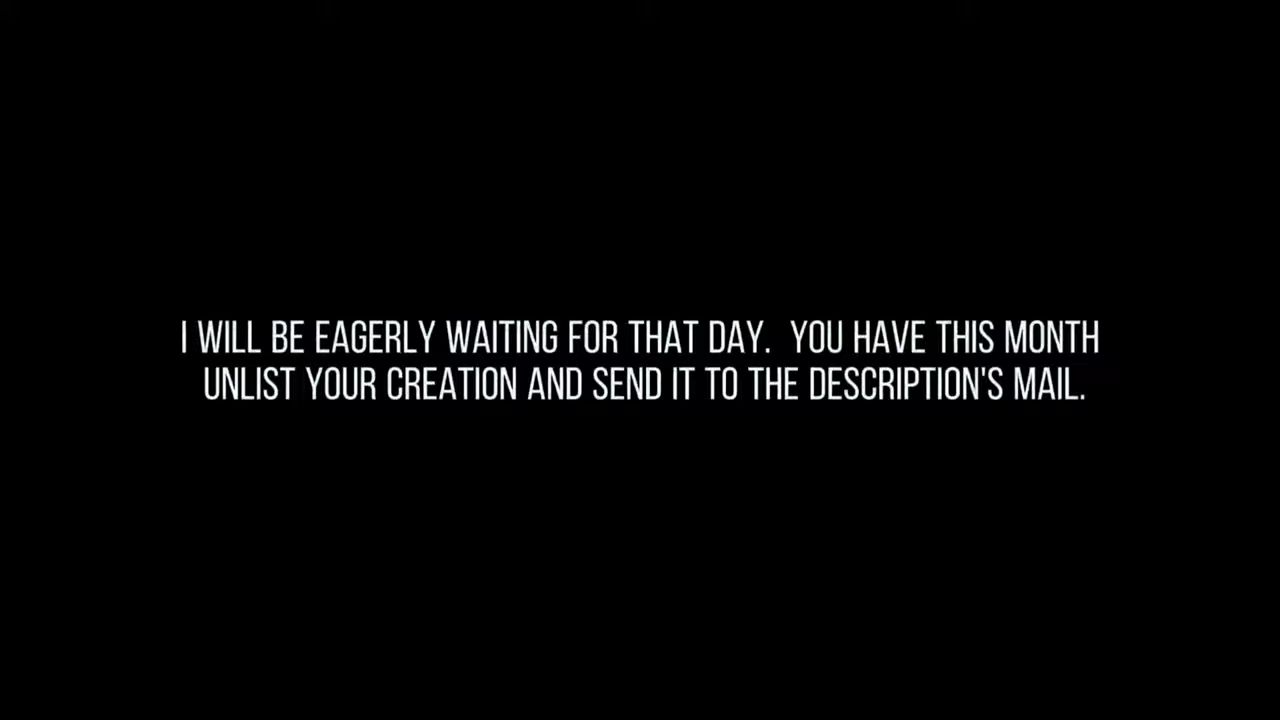 I WILL BE EAGERLY WAITING FOR THAT DAY.  YOU HAVE THIS MONTH
UNLIST YOUR CREATION AND SEND IT TO THE DESCRIPTION'S MAIL.